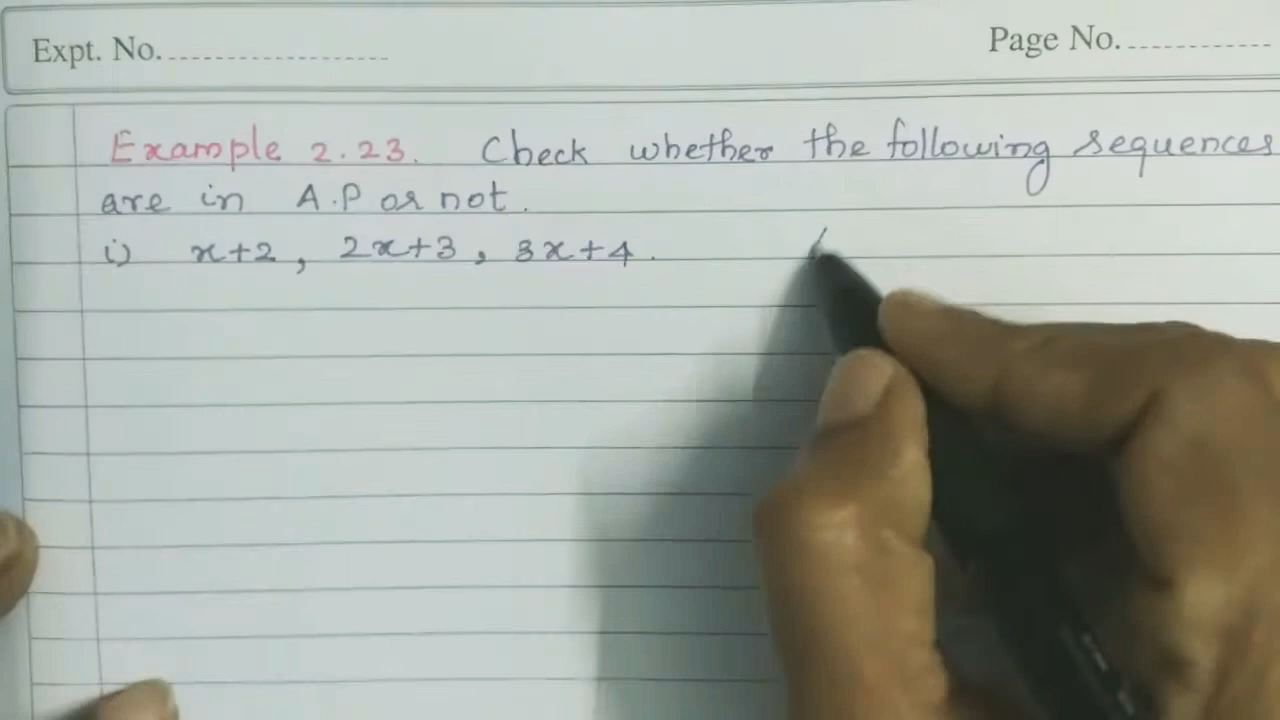 Expt. No. Page No.
Example 2.23. Check whether the following sequences
are in A.P or not.
i) x+2, 2x+3, 3x+4.